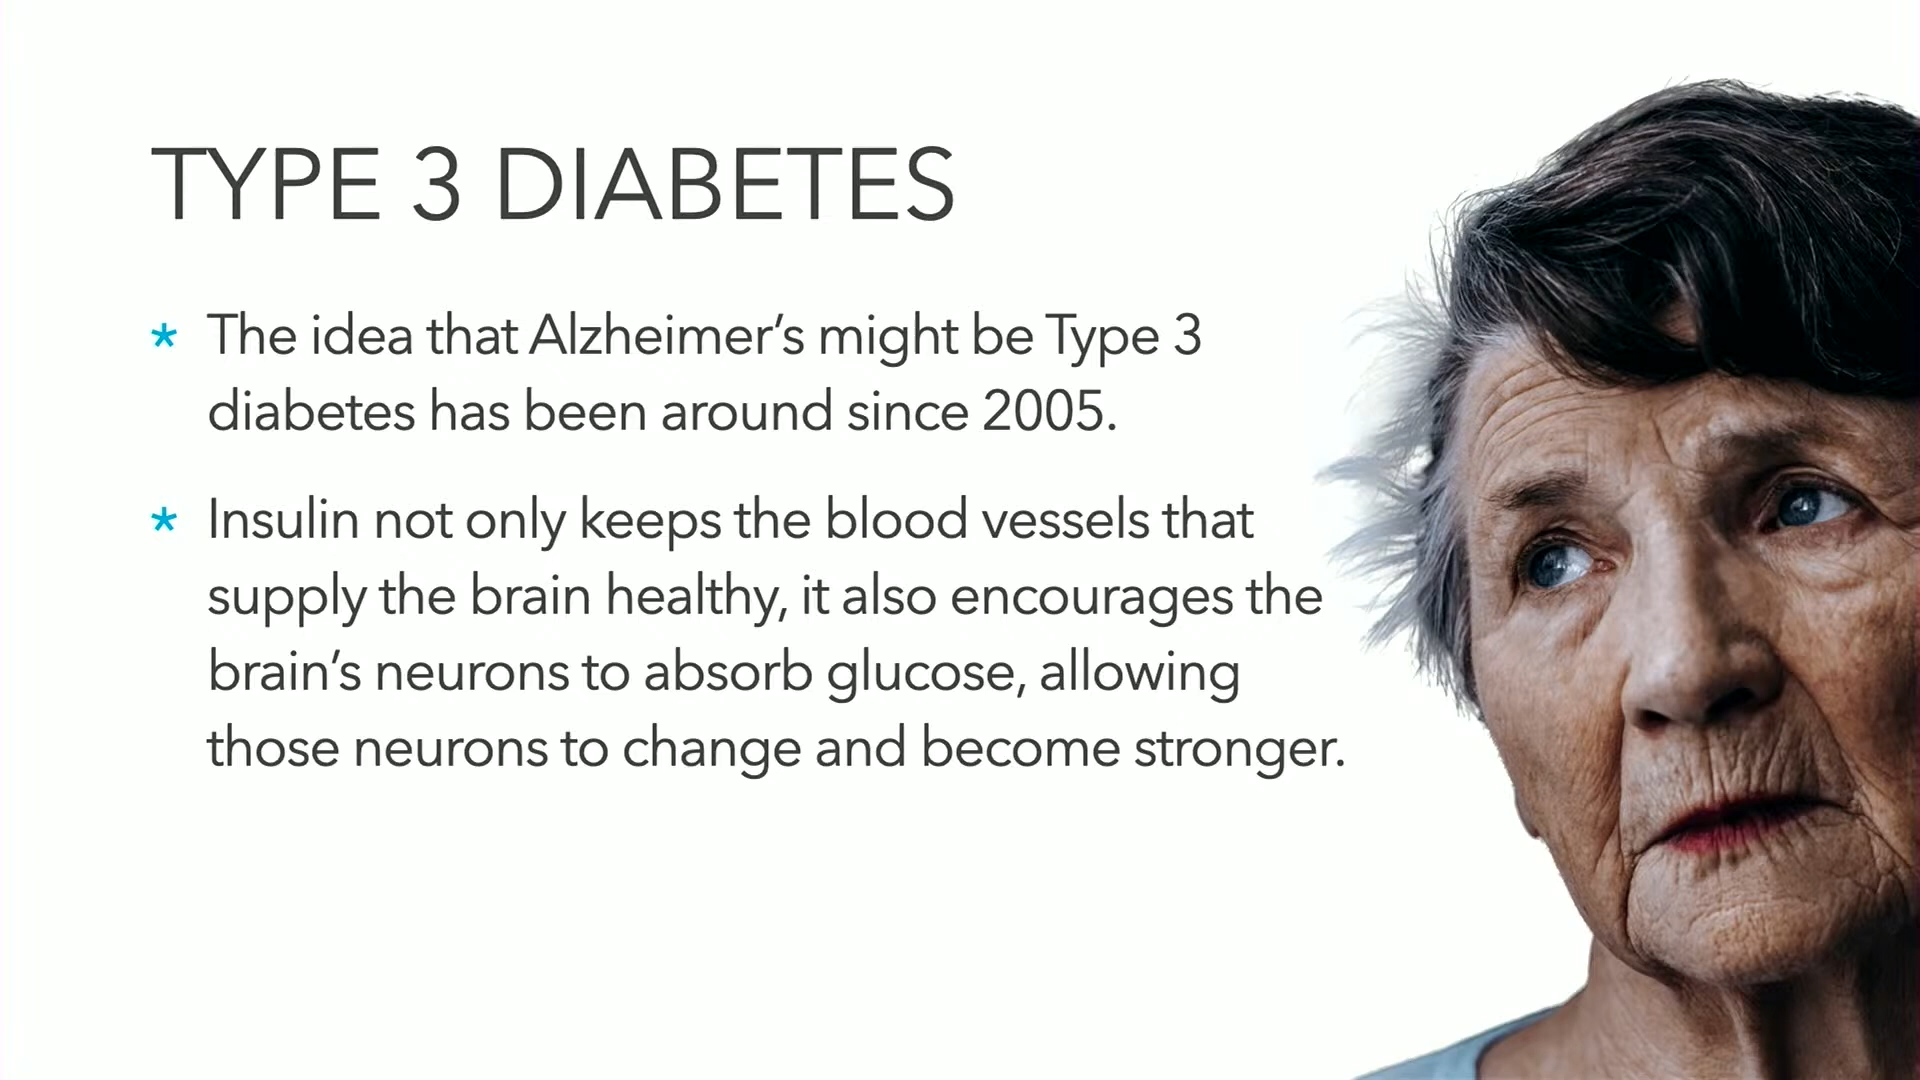 TYPE 3 DIABETES
* The idea that Alzheimer’s might be Type 3
diabetes has been around since 2005.
* Insulin not only keeps the blood vessels that
supply the brain healthy, it also encourages the
brain’s neurons to absorb glucose, allowing
those neurons to change and become stronger.